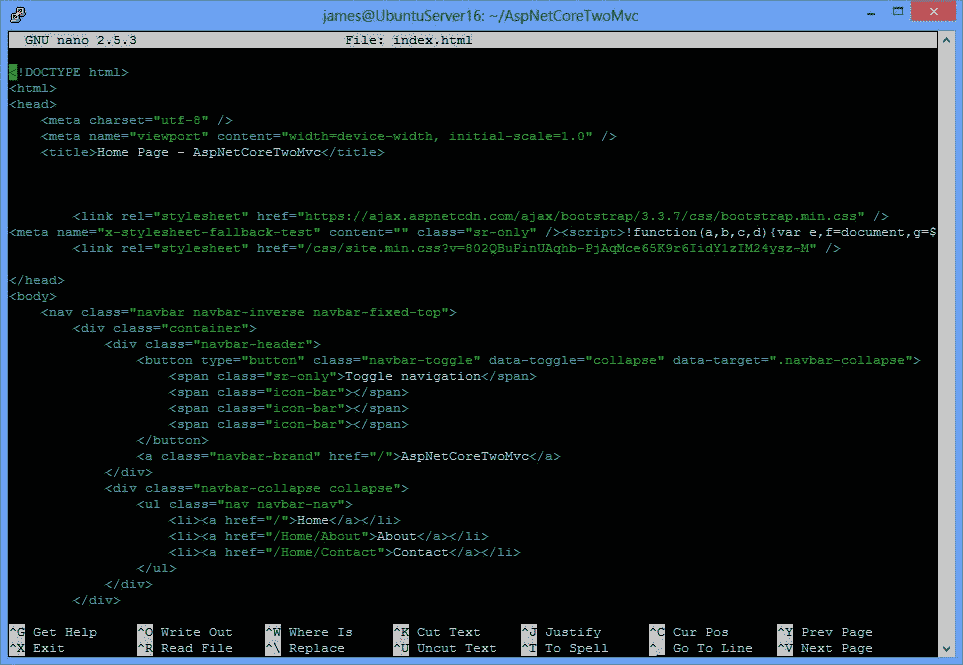 james@UbuntuServer16: ~/AspNetCoreTwoMvc
GNU nano 2.5.3 File: index.html
<!DOCTYPE html>
<html>
<head>
    <meta charset="utf-8" />
    <meta name="viewport" content="width=device-width, initial-scale=1.0" />
    <title>Home Page - AspNetCoreTwoMvc</title>
        <link rel="stylesheet" href="https://ajax.aspnetcdn.com/ajax/bootstrap/3.3.7/css/bootstrap.min.css" />
<meta name="x-stylesheet-fallback-test" content="" class="sr-only" /><script>!function(a,b,c,d){var e,f=document,g=$
        <link rel="stylesheet" href="/css/site.min.css?v=802QBuPinUAqhb-PjAqMce65K9r6IidY1zIM24ysz-M" />
</head>
<body>
    <nav class="navbar navbar-inverse navbar-fixed-top">
        <div class="container">
            <div class="navbar-header">
                <button type="button" class="navbar-toggle" data-toggle="collapse" data-target=".navbar-collapse">
                    <span class="sr-only">Toggle navigation</span>
                    <span class="icon-bar"></span>
                    <span class="icon-bar"></span>
                    <span class="icon-bar"></span>
                </button>
                <a class="navbar-brand" href="/">AspNetCoreTwoMvc</a>
            </div>
            <div class="navbar-collapse collapse">
                <ul class="nav navbar-nav">
                    <li><a href="/">Home</a></li>
                    <li><a href="/Home/About">About</a></li>
                    <li><a href="/Home/Contact">Contact</a></li>
                </ul>
            </div>
        </div>
^G Get Help ^O Write Out ^W Where Is ^K Cut Text ^J Justify ^C Cur Pos ^Y Prev Page
^X Exit ^R Read File ^\ Replace ^U Uncut Text ^T To Spell ^_ Go To Line ^V Next Page